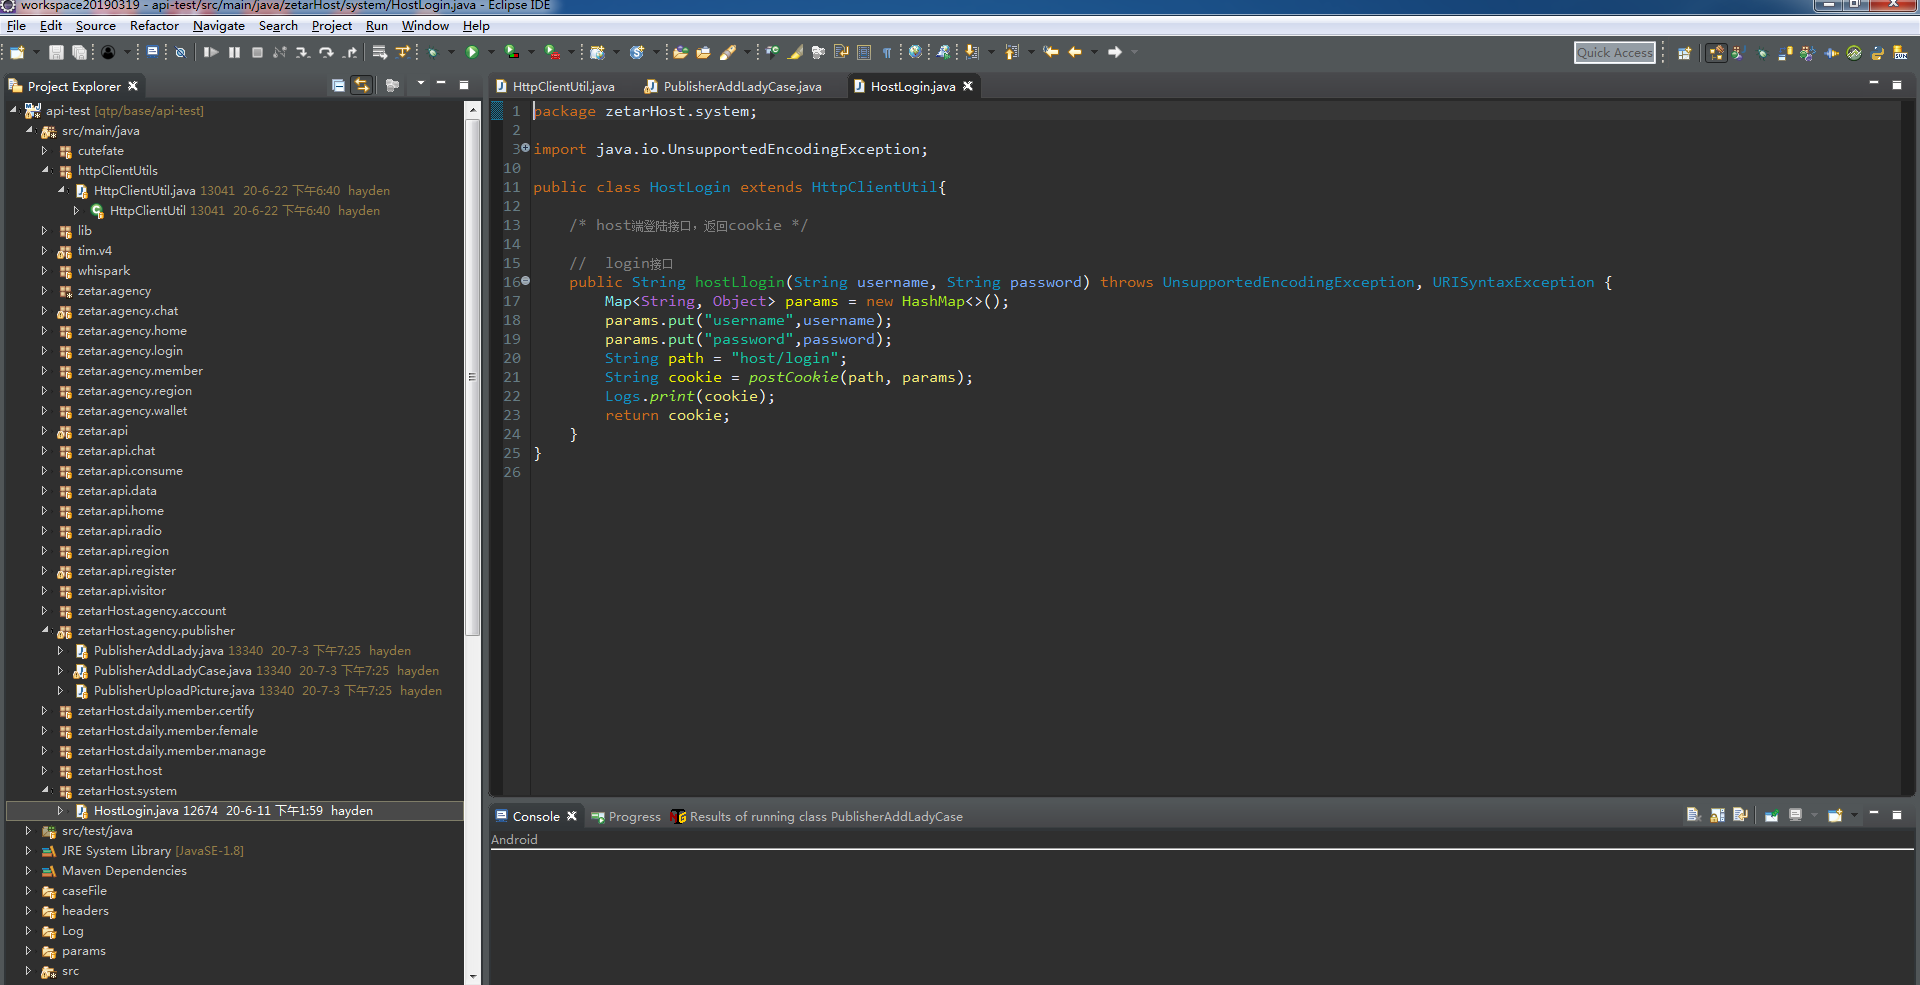 workspace20190319 - api-test/src/main/java/zetarHost/system/HostLogin.java - Eclipse IDE
File Edit Source Refactor Navigate Search Project Run Window Help
Quick Access
Project Explorer
HttpClientUtil.java PublisherAddLadyCase.java HostLogin.java
api-test [qtp/base/api-test]
src/main/java
cutefate
httpClientUtils
HttpClientUtil.java 13041 20-6-22 下午6:40 hayden
HttpClientUtil 13041 20-6-22 下午6:40 hayden
lib
tim.v4
whispark
zetar.agency
zetar.agency.chat
zetar.agency.home
zetar.agency.login
zetar.agency.member
zetar.agency.region
zetar.agency.wallet
zetar.api
zetar.api.chat
zetar.api.consume
zetar.api.data
zetar.api.home
zetar.api.radio
zetar.api.region
zetar.api.register
zetar.api.visitor
zetarHost.agency.account
zetarHost.agency.publisher
PublisherAddLady.java 13340 20-7-3 下午7:25 hayden
PublisherAddLadyCase.java 13340 20-7-3 下午7:25 hayden
PublisherUploadPicture.java 13340 20-7-3 下午7:25 hayden
zetarHost.daily.member.certify
zetarHost.daily.member.female
zetarHost.daily.member.manage
zetarHost.host
zetarHost.system
HostLogin.java 12674 20-6-11 下午1:59 hayden
src/test/java
JRE System Library [JavaSE-1.8]
Maven Dependencies
caseFile
headers
Log
params
src
1 package zetarHost.system;
2
3 import java.io.UnsupportedEncodingException;
10
11 public class HostLogin extends HttpClientUtil{
12
13 /* host端登陆接口，返回cookie */
14
15 // login接口
16 public String hostLlogin(String username, String password) throws UnsupportedEncodingException, URISyntaxException {
17 Map<String, Object> params = new HashMap<>();
18 params.put("username",username);
19 params.put("password",password);
20 String path = "host/login";
21 String cookie = postCookie(path, params);
22 Logs.print(cookie);
23 return cookie;
24 }
25 }
26
Console Progress Results of running class PublisherAddLadyCase
Android